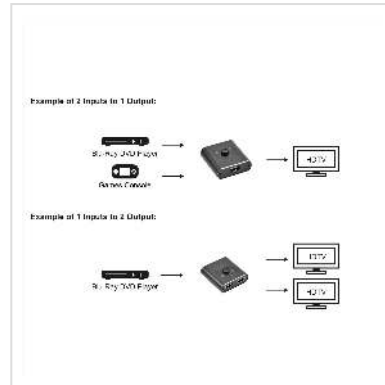 Example of 2 Inputs to 1 Output:
Blu-Ray DVD Player
Games Console
HDTV
Example of 1 Inputs to 2 Output:
HDTV
Blu-Ray DVD Player
HDTV